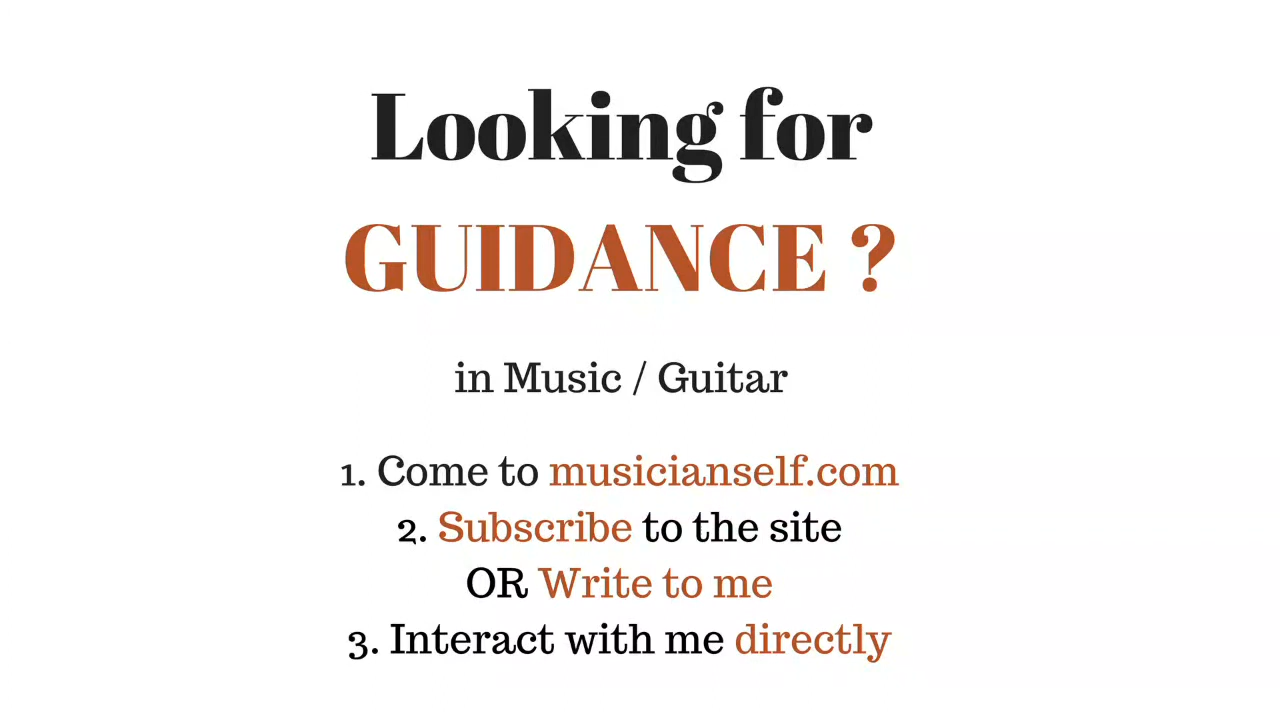 Looking for
GUIDANCE ?
in Music / Guitar
1. Come to musicianself.com
2. Subscribe to the site
OR Write to me
3. Interact with me directly